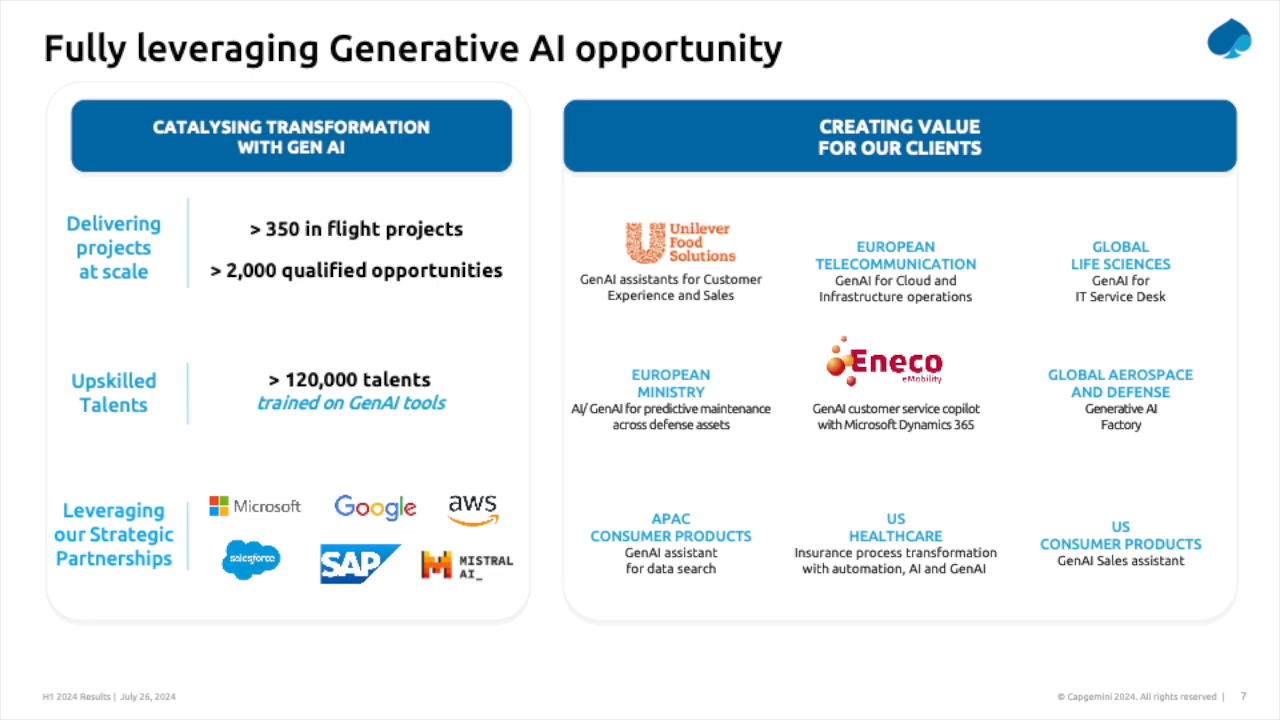 Fully leveraging Generative AI opportunity
CATALYSING TRANSFORMATION
WITH GEN AI
Delivering
projects
at scale
> 350 in flight projects
> 2,000 qualified opportunities
Upskilled
Talents
> 120,000 talents
trained on GenAI tools
Leveraging
our Strategic
Partnerships
Microsoft
Google
aws
salesforce
SAP
MISTRAL
AI_
CREATING VALUE
FOR OUR CLIENTS
Unilever
Food
Solutions
GenAI assistants for Customer
Experience and Sales
EUROPEAN
TELECOMMUNICATION
GenAI for Cloud and
Infrastructure operations
GLOBAL
LIFE SCIENCES
GenAI for
IT Service Desk
EUROPEAN
MINISTRY
AI/ GenAI for predictive maintenance
across defense assets
Eneco
eMobility
GenAI customer service copilot
with Microsoft Dynamics 365
GLOBAL AEROSPACE
AND DEFENSE
Generative AI
Factory
APAC
CONSUMER PRODUCTS
GenAI assistant
for data search
US
HEALTHCARE
Insurance process transformation
with automation, AI and GenAI
US
CONSUMER PRODUCTS
GenAI Sales assistant
H1 2024 Results | July 26, 2024
© Capgemini 2024. All rights reserved | 7